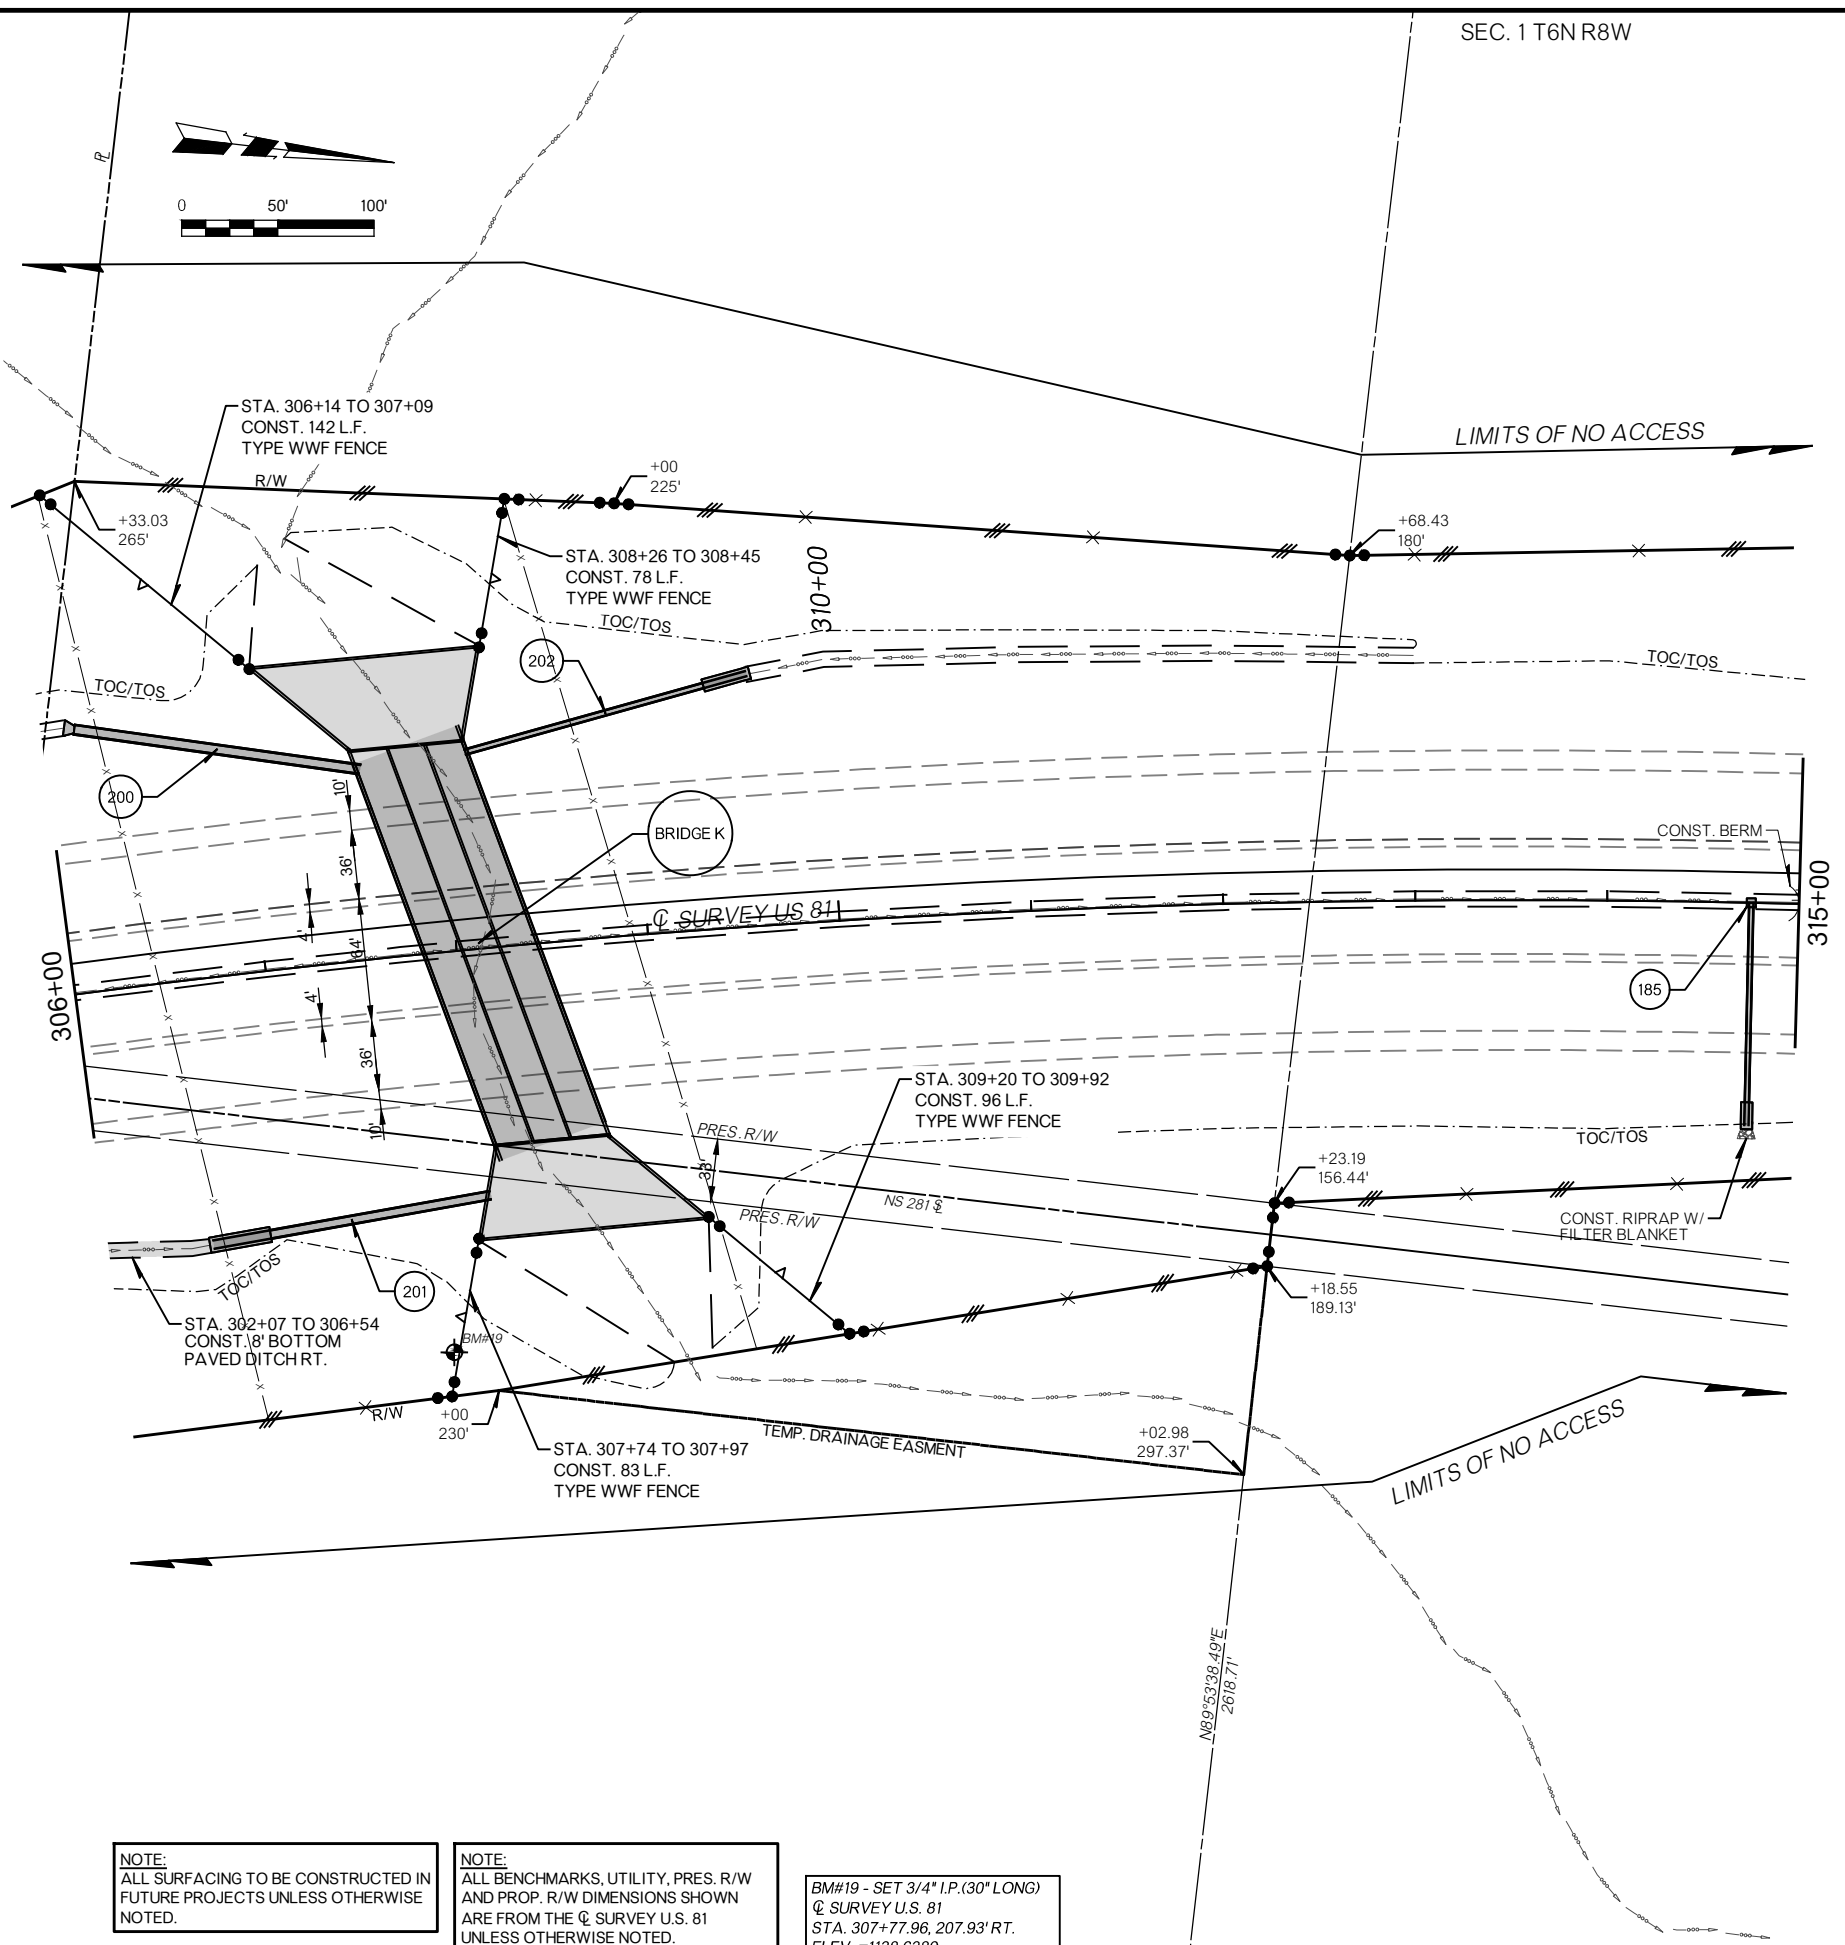 SEC. 1 T6N R8W
PL
0 50' 100'
STA. 306+14 TO 307+09
CONST. 142 L.F.
TYPE WWF FENCE
LIMITS OF NO ACCESS
R/W
+00
225'
+33.03
265'
+68.43
180'
STA. 308+26 TO 308+45
CONST. 78 L.F.
TYPE WWF FENCE
310+00
TOC/TOS
202
TOC/TOS
TOC/TOS
200
10'
BRIDGE K
CONST. BERM
36'
CL SURVEY US 81
315+00
4'
64'
306+00
4'
185
36'
10'
STA. 309+20 TO 309+92
CONST. 96 L.F.
TYPE WWF FENCE
PRES. R/W
TOC/TOS
33'
+23.19
156.44'
NS 281 SL
PRES. R/W
CONST. RIPRAP W/
FILTER BLANKET
TOC/TOS
201
+18.55
189.13'
STA. 302+07 TO 306+54
CONST. 8' BOTTOM
PAVED DITCH RT.
BM#19
R/W
+00
230'
TEMP. DRAINAGE EASMENT
+02.98
297.37'
LIMITS OF NO ACCESS
STA. 307+74 TO 307+97
CONST. 83 L.F.
TYPE WWF FENCE
N89°53'38.49"E
2618.71'
NOTE:
ALL SURFACING TO BE CONSTRUCTED IN
FUTURE PROJECTS UNLESS OTHERWISE
NOTED.
NOTE:
ALL BENCHMARKS, UTILITY, PRES. R/W
AND PROP. R/W DIMENSIONS SHOWN
ARE FROM THE CL SURVEY U.S. 81
UNLESS OTHERWISE NOTED.
BM#19 - SET 3/4" I.P.(30" LONG)
CL SURVEY U.S. 81
STA. 307+77.96, 207.93' RT.